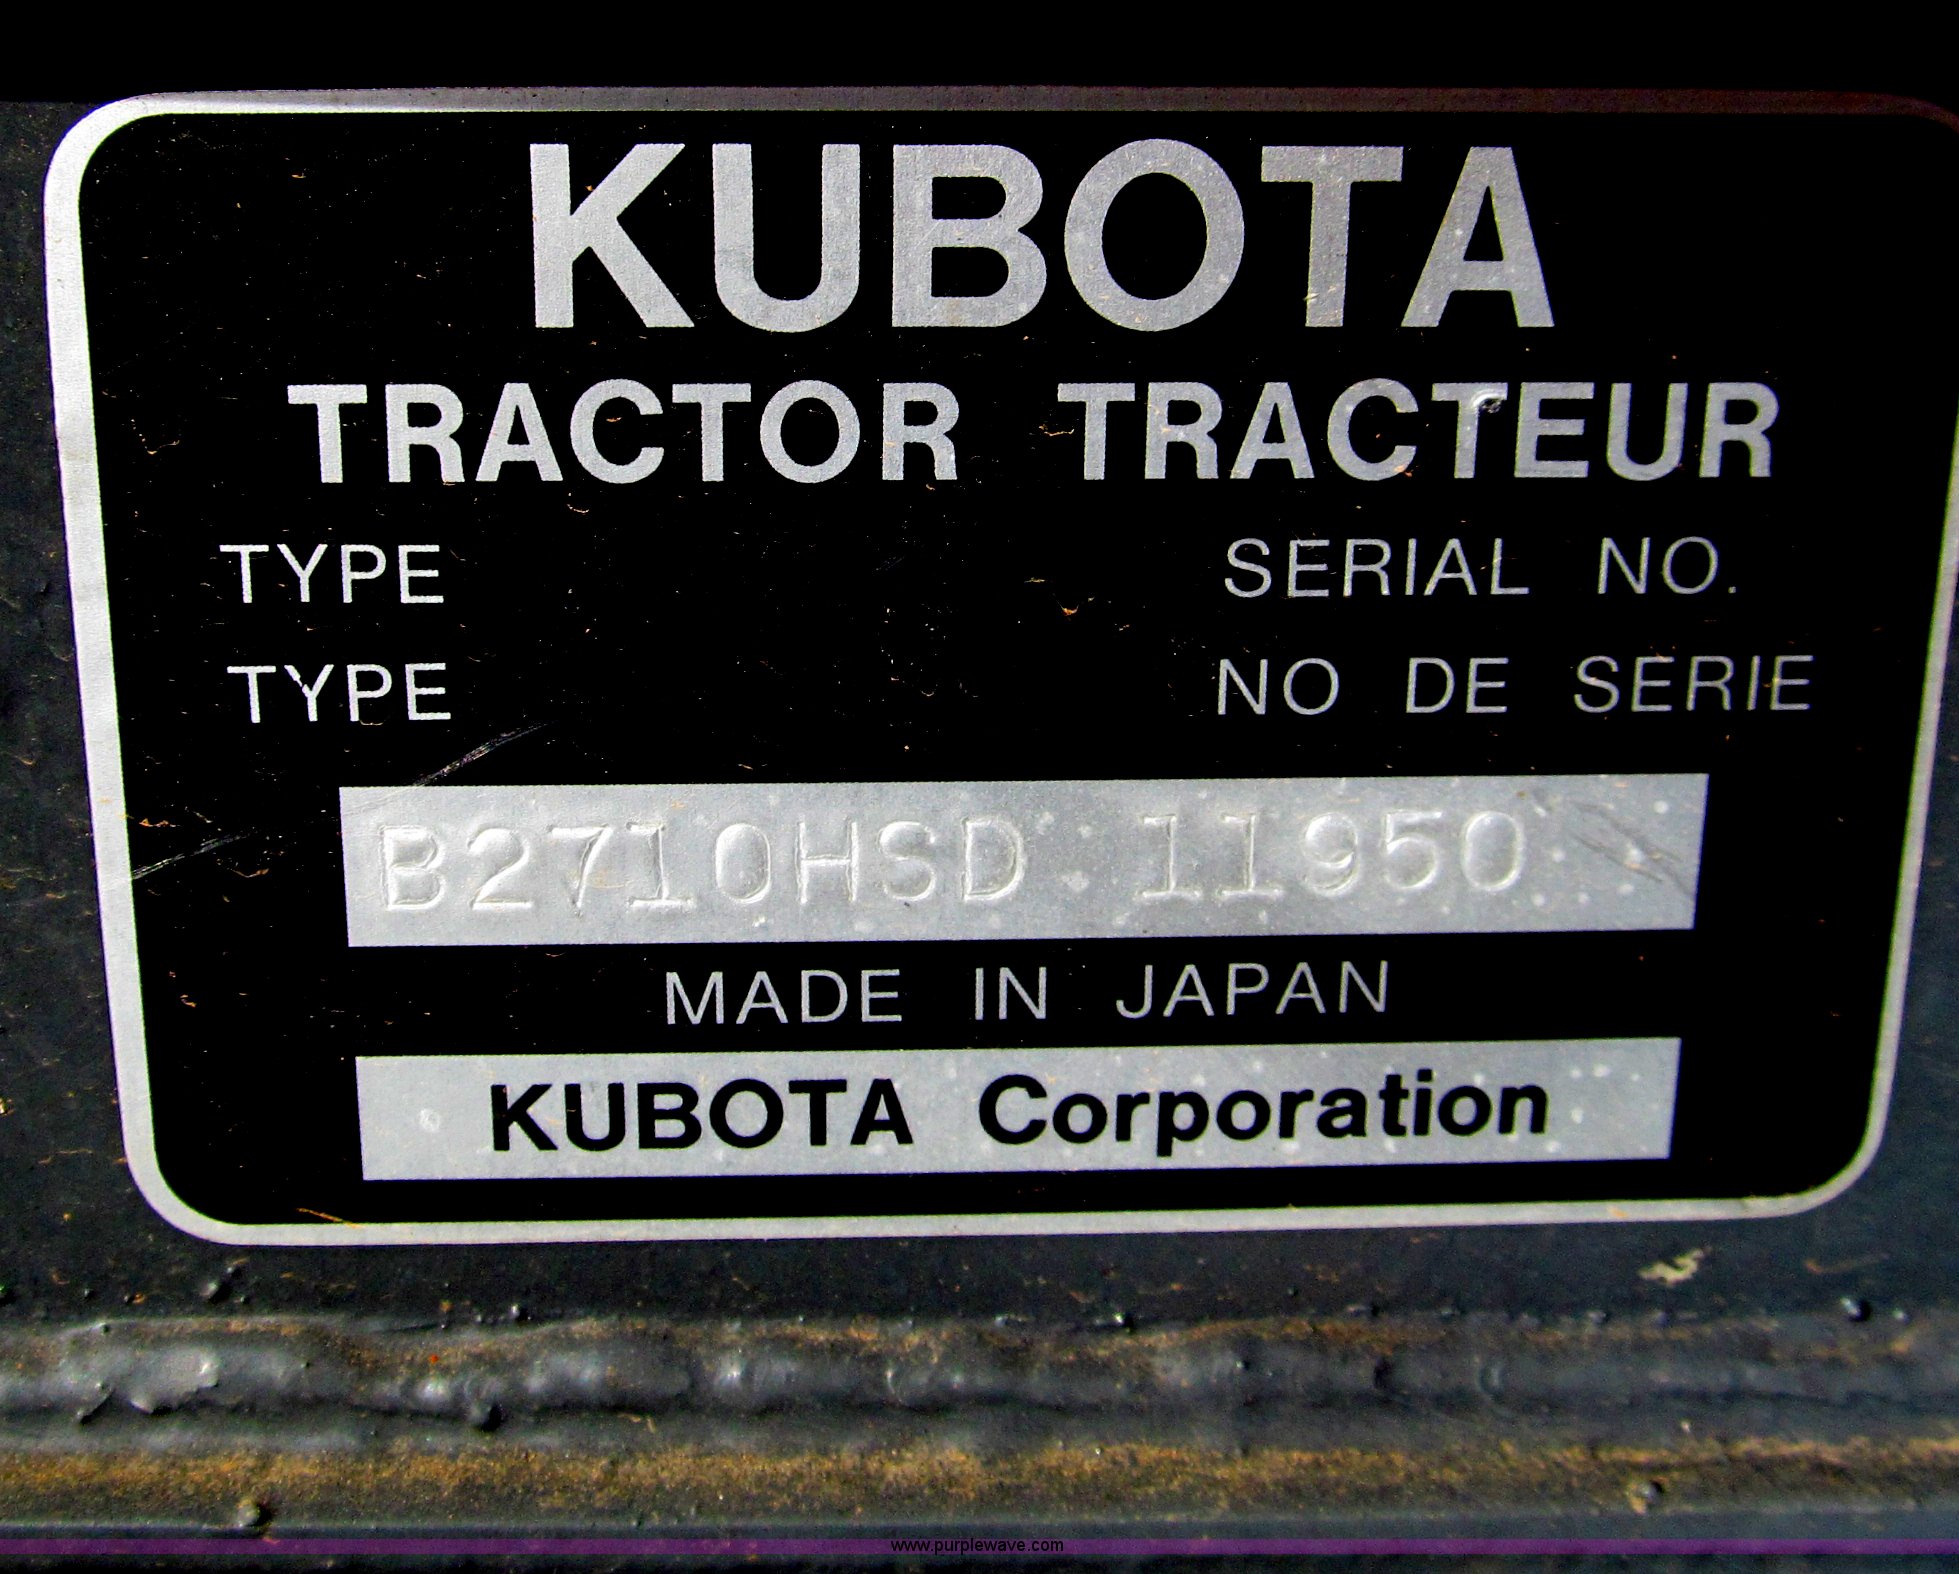 KUBOTA
TRACTOR TRACTEUR
TYPE SERIAL NO.
TYPE NO DE SERIE
B2710HSD 11950
MADE IN JAPAN
KUBOTA Corporation
www.purplewave.com